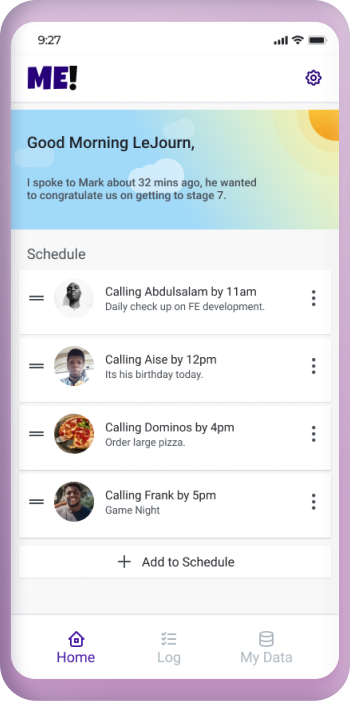 9:27
ME!
Good Morning LeJourn,
I spoke to Mark about 32 mins ago, he wanted
to congratulate us on getting to stage 7.
Schedule
Calling Abdulsalam by 11am
Daily check up on FE development.
Calling Aise by 12pm
Its his birthday today.
Calling Dominos by 4pm
Order large pizza.
Calling Frank by 5pm
Game Night
Add to Schedule
Home
Log
My Data